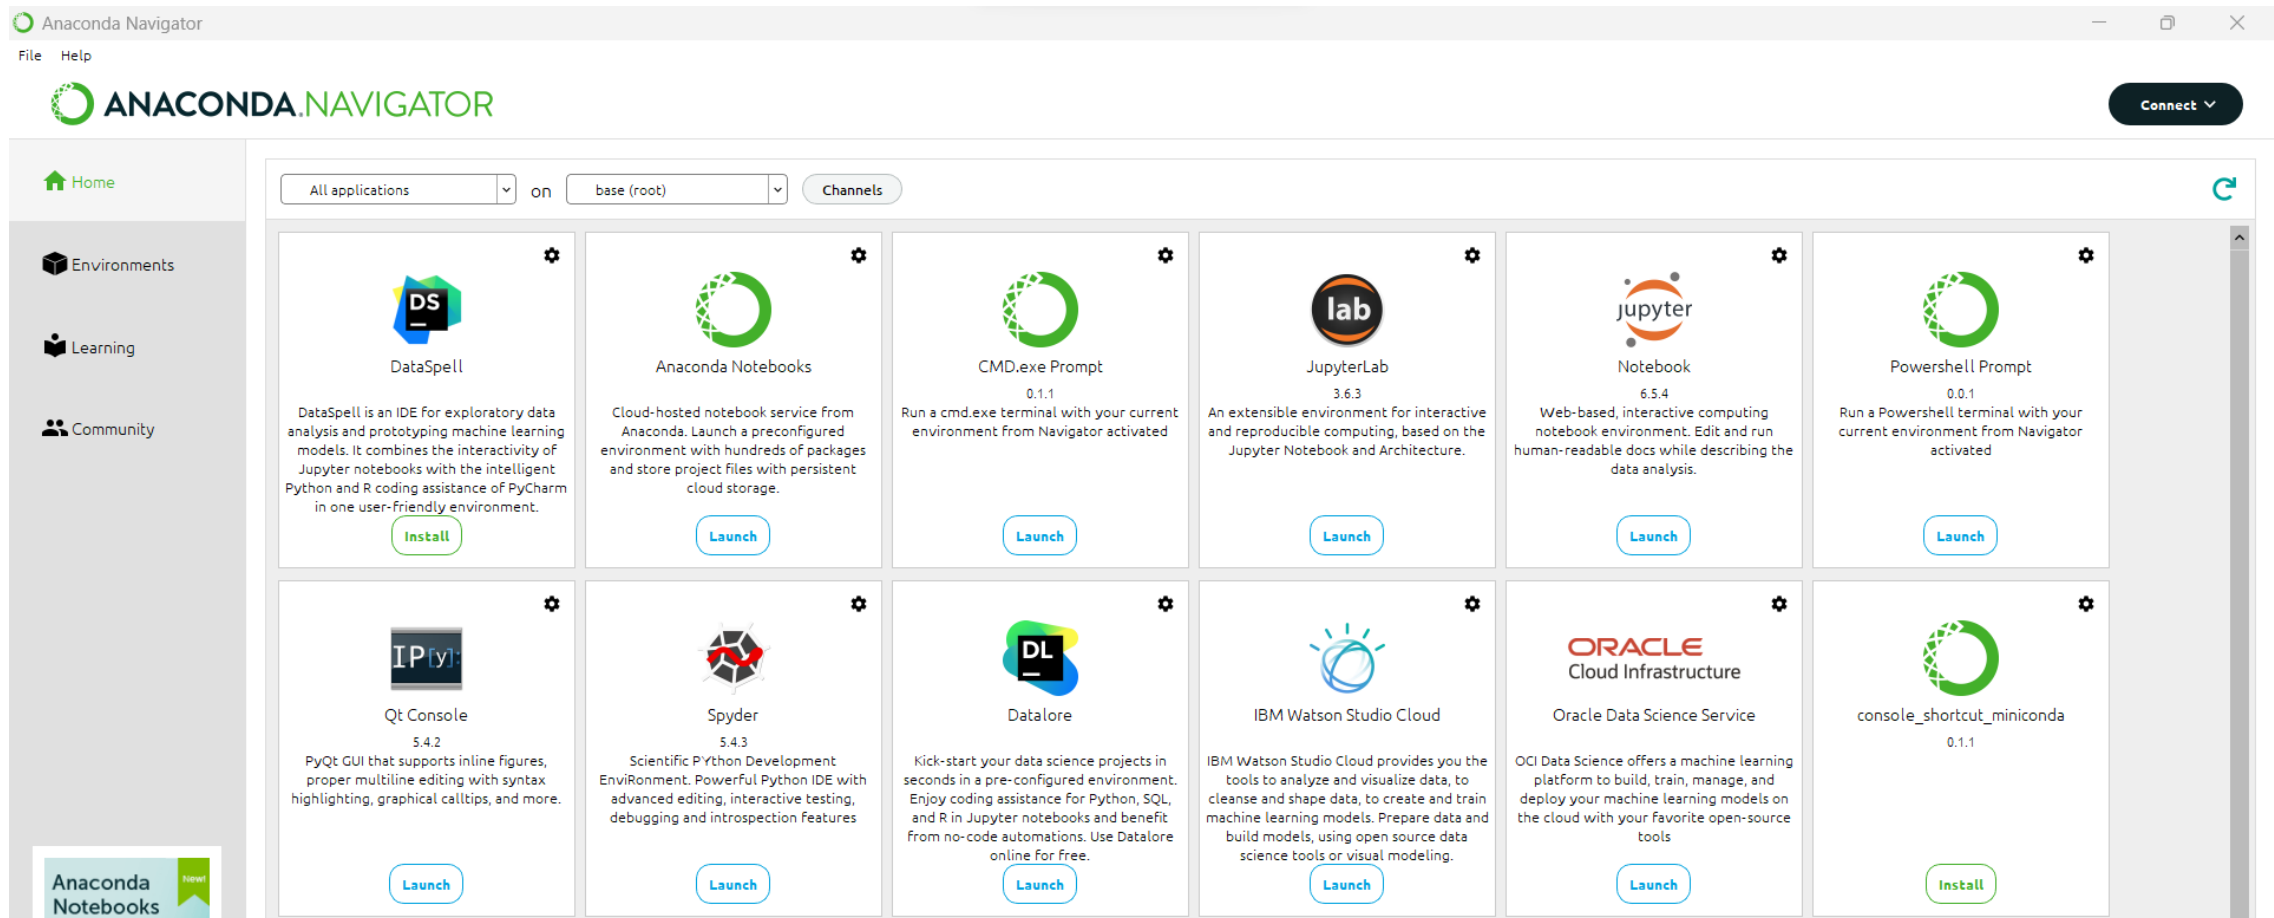 Anaconda Navigator
File Help
ANACONDA.NAVIGATOR
Connect
Home
Environments
Learning
Community
All applications on base (root) Channels
DS
DataSpell
DataSpell is an IDE for exploratory data
analysis and prototyping machine learning
models. It combines the interactivity of
Jupyter notebooks with the intelligent
Python and R coding assistance of PyCharm
in one user-friendly environment.
Install
Anaconda Notebooks
Cloud-hosted notebook service from
Anaconda. Launch a preconfigured
environment with hundreds of packages
and store project files with persistent
cloud storage.
Launch
CMD.exe Prompt
0.1.1
Run a cmd.exe terminal with your current
environment from Navigator activated
Launch
lab
JupyterLab
3.6.3
An extensible environment for interactive
and reproducible computing, based on the
Jupyter Notebook and Architecture.
Launch
jupyter
Notebook
6.5.4
Web-based, interactive computing
notebook environment. Edit and run
human-readable docs while describing the
data analysis.
Launch
Powershell Prompt
0.0.1
Run a Powershell terminal with your
current environment from Navigator
activated
Launch
IP[y]:
Qt Console
5.4.2
PyQt GUI that supports inline figures,
proper multiline editing with syntax
highlighting, graphical calltips, and more.
Launch
Spyder
5.4.3
Scientific PYthon Development
EnviRonment. Powerful Python IDE with
advanced editing, interactive testing,
debugging and introspection features
Launch
DL
Datalore
Kick-start your data science projects in
seconds in a pre-configured environment.
Enjoy coding assistance for Python, SQL,
and R in Jupyter notebooks and benefit
from no-code automations. Use Datalore
online for free.
Launch
IBM Watson Studio Cloud
IBM Watson Studio Cloud provides you the
tools to analyze and visualize data, to
cleanse and shape data, to create and train
machine learning models. Prepare data and
build models, using open source data
science tools or visual modeling.
Launch
ORACLE
Cloud Infrastructure
Oracle Data Science Service
OCI Data Science offers a machine learning
platform to build, train, manage, and
deploy your machine learning models on
the cloud with your favorite open-source
tools
Launch
console_shortcut_miniconda
0.1.1
Install
Anaconda
Notebooks
New!